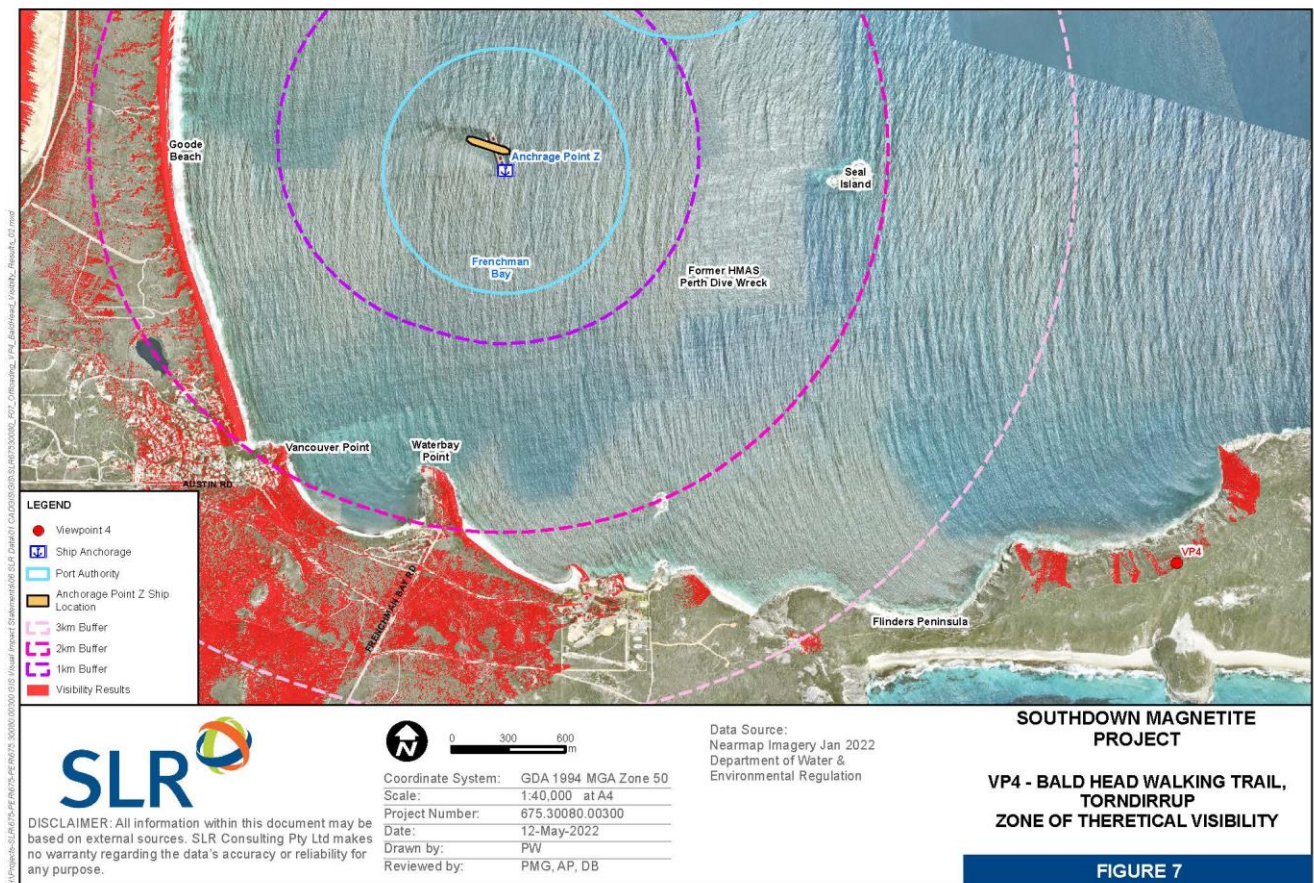 Goode
Beach
Anchrage Point Z
Seal
Island
Frenchman
Bay
Former HMAS
Perth Dive Wreck
Vancouver Point
Waterbay
Point
AUSTIN RD
FRENCHMAN BAY RD
VP4
Flinders Peninsula
LEGEND
Viewpoint 4
Ship Anchorage
Port Authority
Anchorage Point Z Ship
Location
3km Buffer
2km Buffer
1km Buffer
Visibility Results
SLR
DISCLAIMER: All information within this document may be
based on external sources. SLR Consulting Pty Ltd makes
no warranty regarding the data's accuracy or reliability for
any purpose.
N
0 300 600
m
Coordinate System: GDA 1994 MGA Zone 50
Scale: 1:40,000 at A4
Project Number: 675.30080.00300
Date: 12-May-2022
Drawn by: PW
Reviewed by: PMG, AP, DB
Data Source:
Nearmap Imagery Jan 2022
Department of Water &
Environmental Regulation
SOUTHDOWN MAGNETITE
PROJECT
VP4 - BALD HEAD WALKING TRAIL,
TORNDIRRUP
ZONE OF THERETICAL VISIBILITY
FIGURE 7